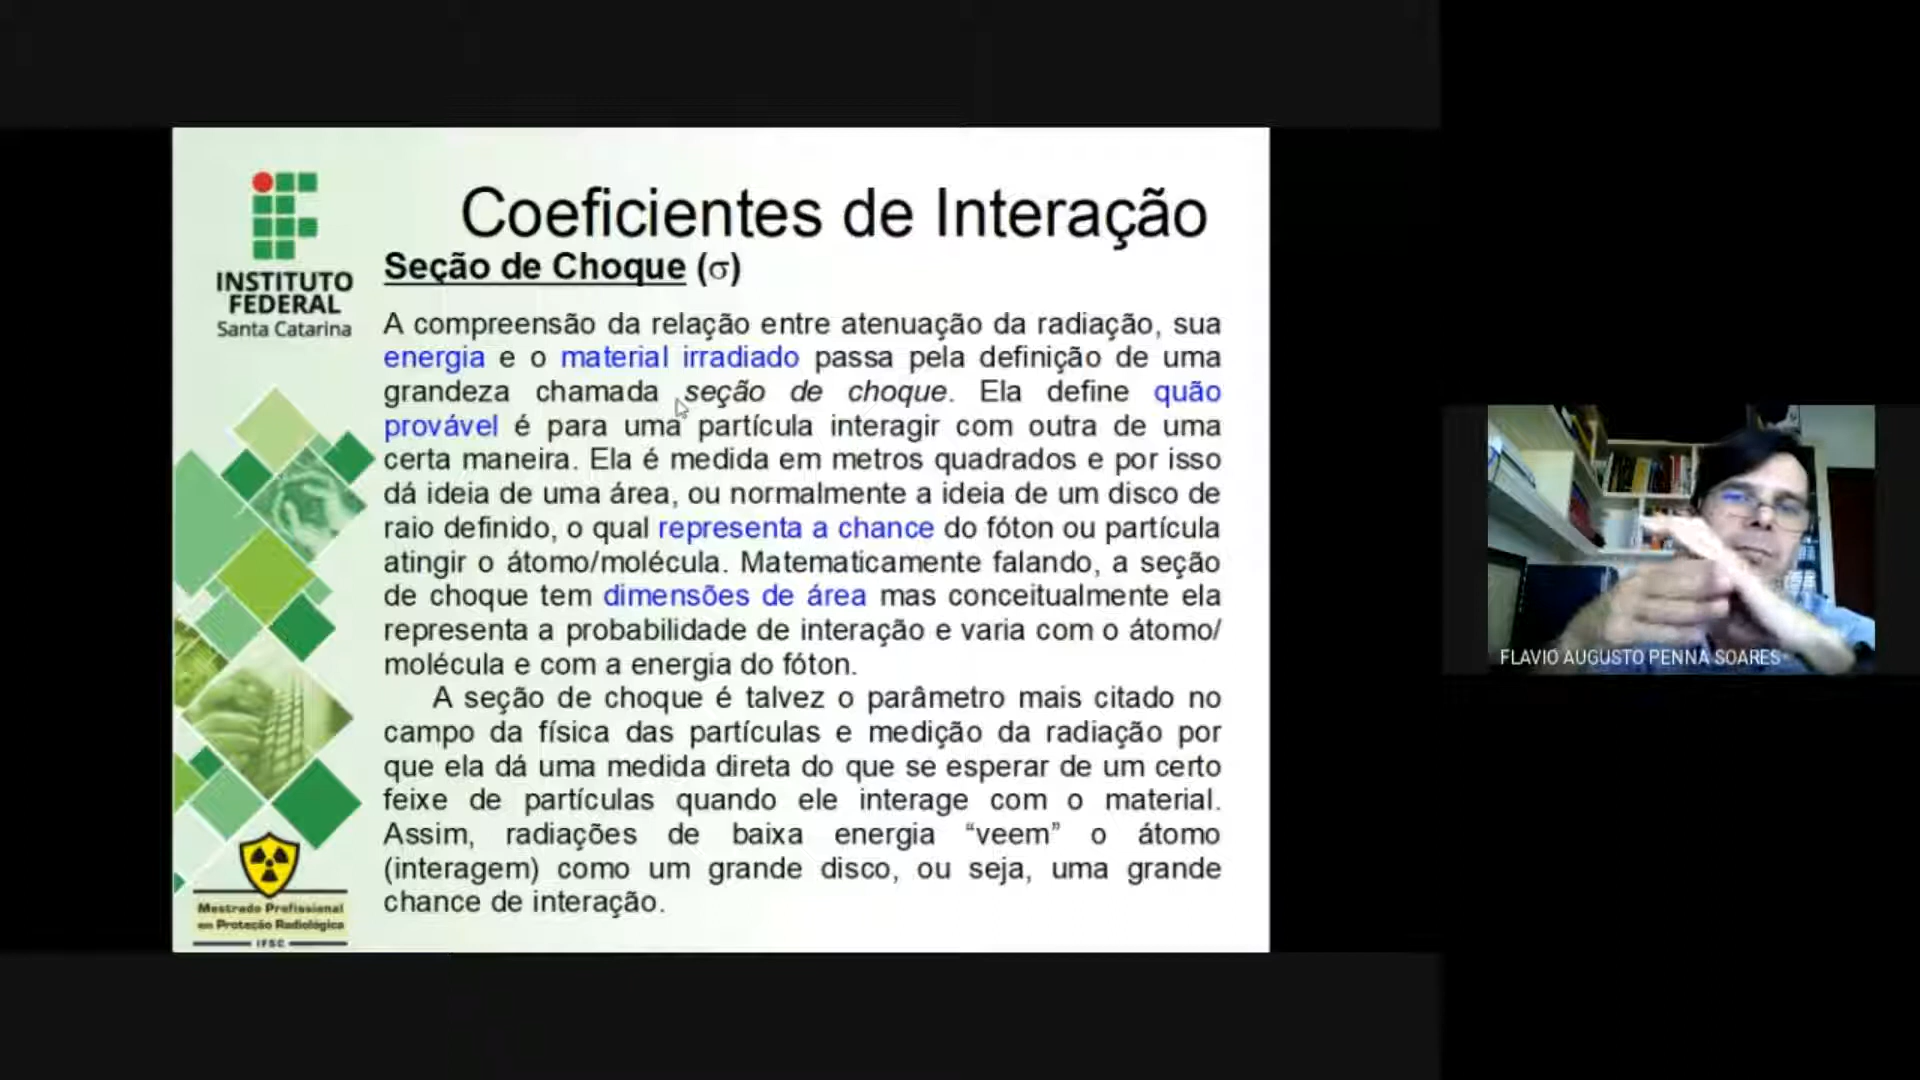 INSTITUTO
FEDERAL
Santa Catarina
Coeficientes de Interação
Seção de Choque (σ)
A compreensão da relação entre atenuação da radiação, sua
energia e o material irradiado passa pela definição de uma
grandeza chamada seção de choque. Ela define quão
provável é para uma partícula interagir com outra de uma
certa maneira. Ela é medida em metros quadrados e por isso
dá ideia de uma área, ou normalmente a ideia de um disco de
raio definido, o qual representa a chance do fóton ou partícula
atingir o átomo/molécula. Matematicamente falando, a seção
de choque tem dimensões de área mas conceitualmente ela
representa a probabilidade de interação e varia com o átomo/
molécula e com a energia do fóton.
A seção de choque é talvez o parâmetro mais citado no
campo da física das partículas e medição da radiação por
que ela dá uma medida direta do que se esperar de um certo
feixe de partículas quando ele interage com o material.
Assim, radiações de baixa energia “veem” o átomo
(interagem) como um grande disco, ou seja, uma grande
chance de interação.
Mestrado Profissional
em Proteção Radiológica
IFSC
FLAVIO AUGUSTO PENNA SOARES